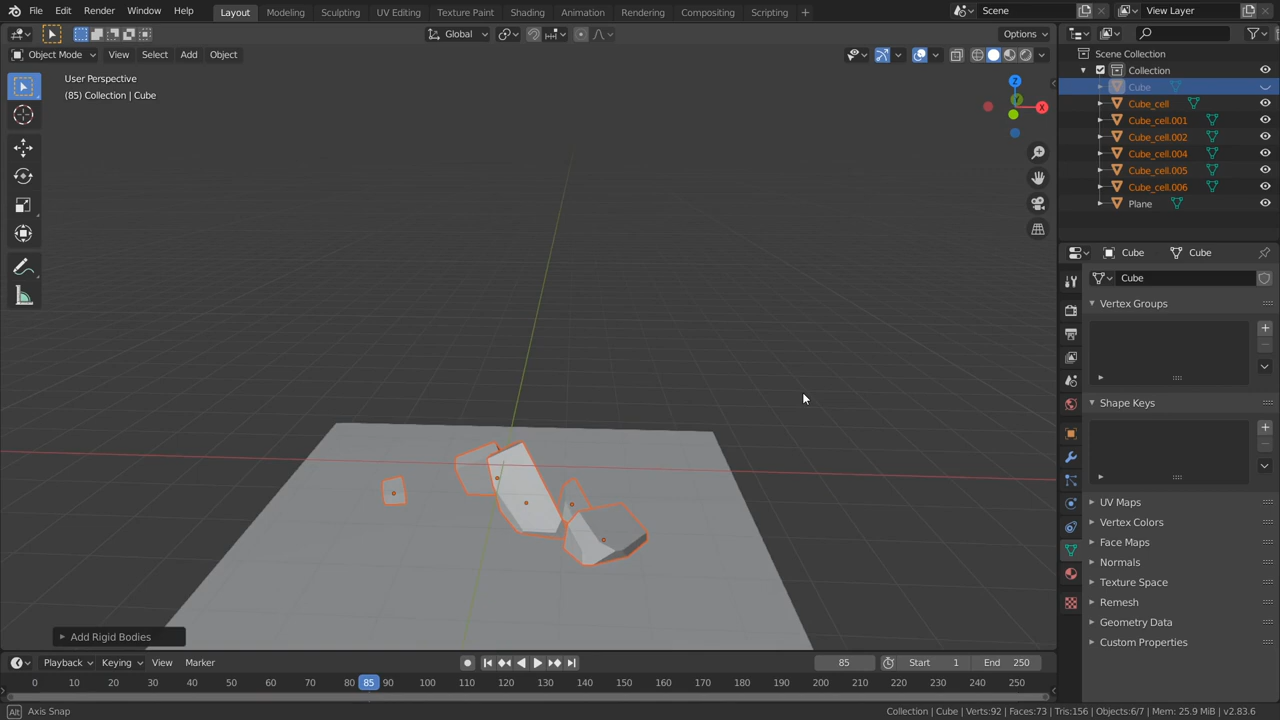 File Edit Render Window Help Layout Modeling Sculpting UV Editing Texture Paint Shading Animation Rendering Compositing Scripting + Scene View Layer
Global Options
Object Mode View Select Add Object
User Perspective
(85) Collection | Cube
Z
Y
X
Scene Collection
Collection
Cube
Cube_cell
Cube_cell.001
Cube_cell.002
Cube_cell.004
Cube_cell.005
Cube_cell.006
Plane
Cube Cube
Cube
Vertex Groups
Shape Keys
UV Maps
Vertex Colors
Face Maps
Normals
Texture Space
Remesh
Geometry Data
Custom Properties
Add Rigid Bodies
Playback Keying View Marker 85 Start 1 End 250
0 10 20 30 40 50 60 70 80 85 90 100 110 120 130 140 150 160 170 180 190 200 210 220 230 240 250
Alt Axis Snap Collection | Cube | Verts:92 | Faces:73 | Tris:156 | Objects:6/7 | Mem: 25.9 MiB | v2.83.6